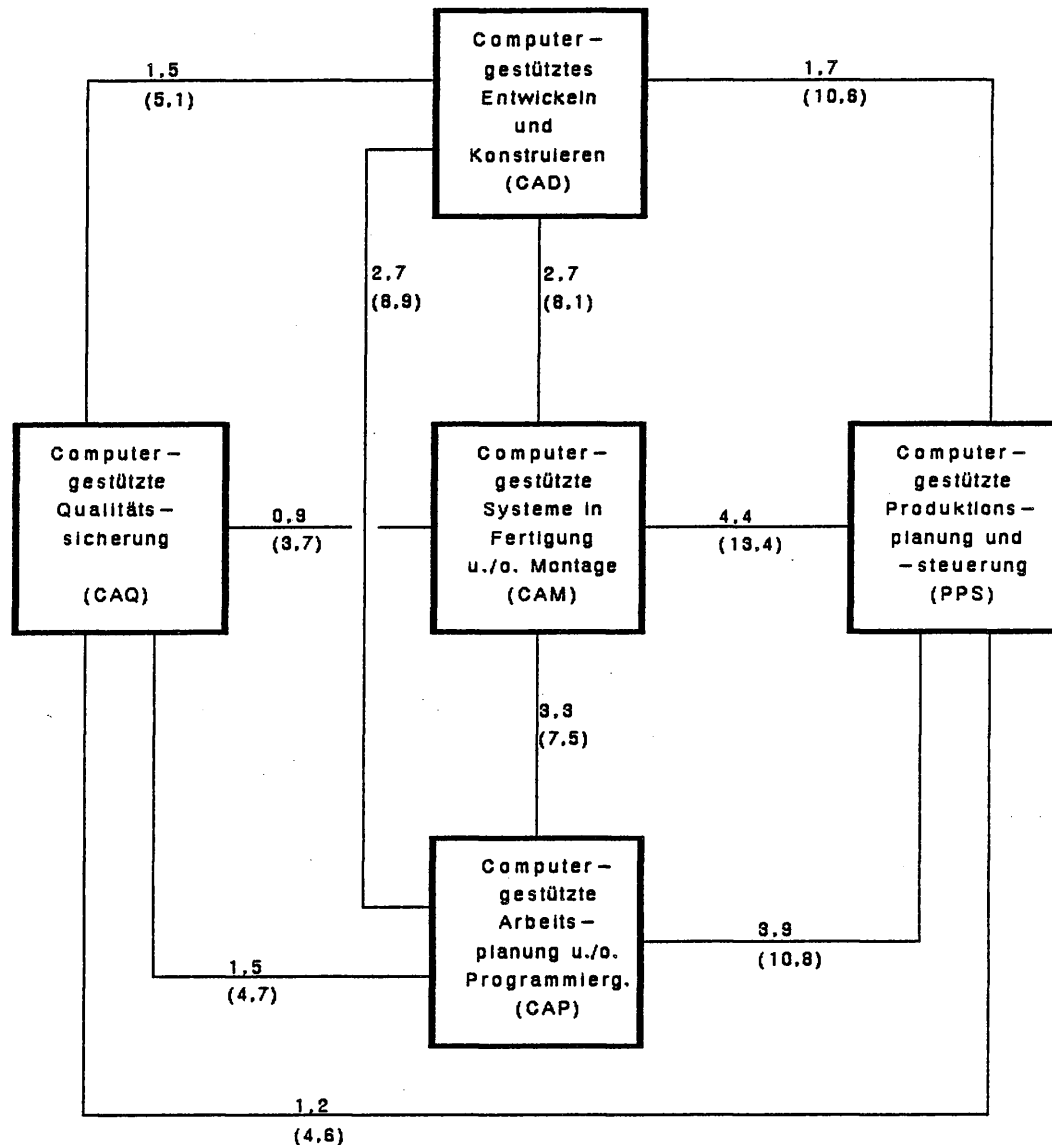 Computer–
gestütztes
Entwickeln
und
Konstruieren
(CAD)
1,5
(5,1)
1,7
(10,6)
2,7
(8,9)
2,7
(8,1)
Computer–
gestützte
Qualitäts–
sicherung
(CAQ)
0,9
(3,7)
Computer–
gestützte
Systeme in
Fertigung
u./o. Montage
(CAM)
4,4
(13,4)
Computer–
gestützte
Produktions–
planung und
–steuerung
(PPS)
3,3
(7,5)
Computer–
gestützte
Arbeits–
planung u./o.
Programmierg.
(CAP)
3,9
(10,8)
1,5
(4,7)
1,2
(4,6)